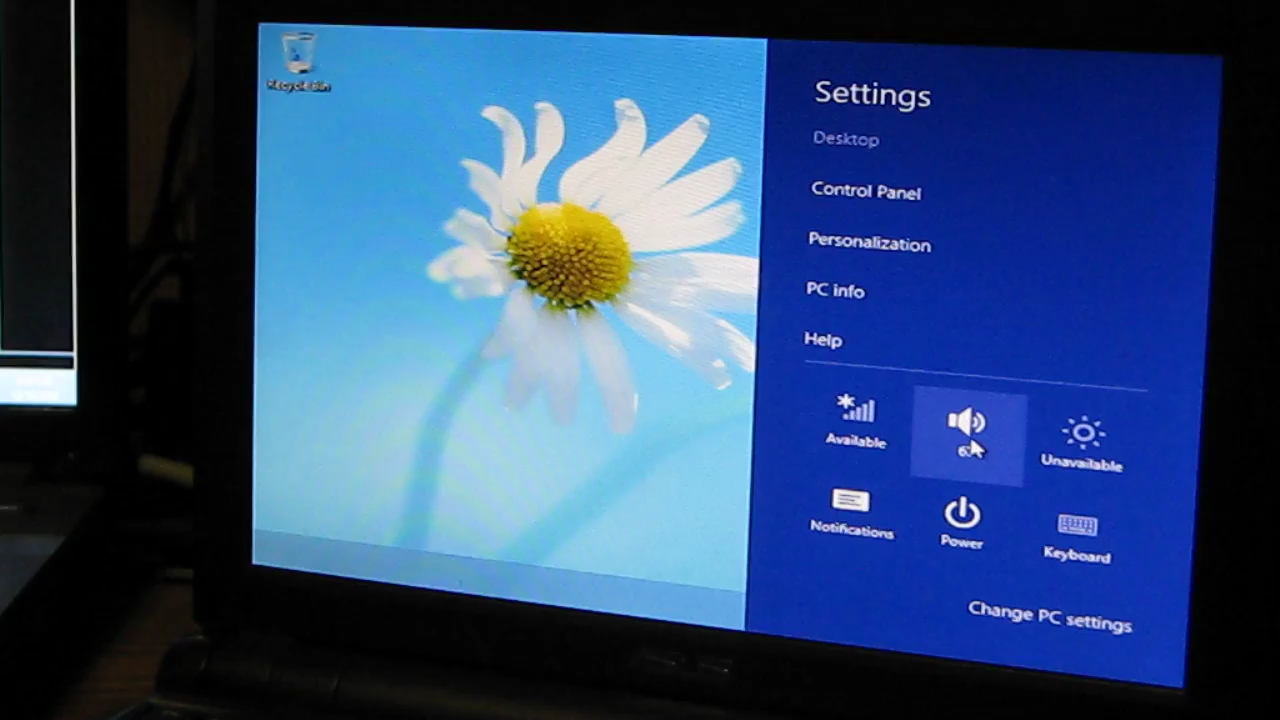 Recycle Bin
Settings
Desktop
Control Panel
Personalization
PC info
Help
Available
Unavailable
Notifications
Power
Keyboard
Change PC settings